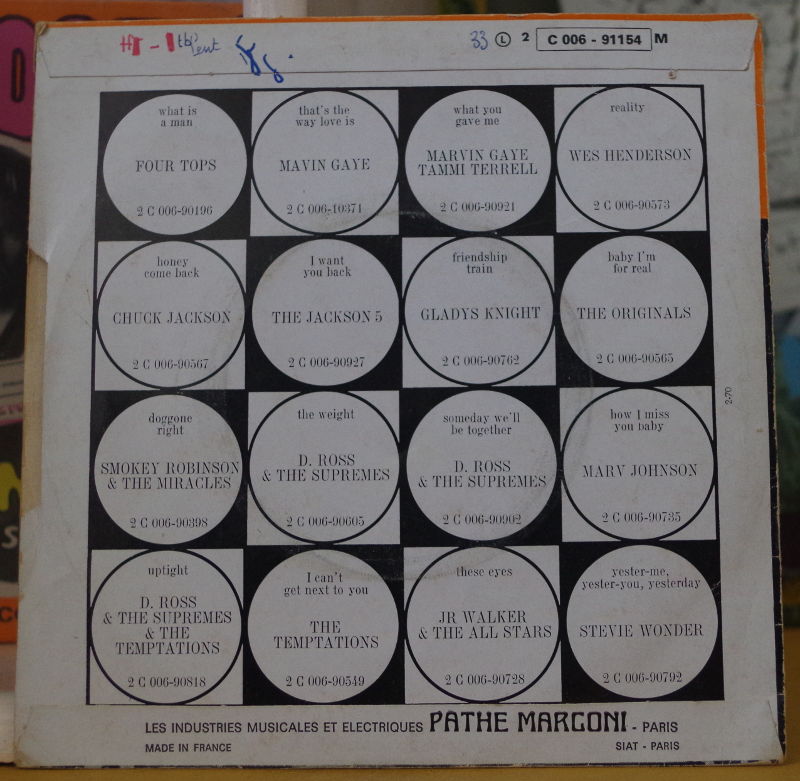 33 Ⓛ 2 C 006 - 91154 M
what is
a man
FOUR TOPS
2 C 006-90196
that's the
way love is
MAVIN GAYE
2 C 006-10371
what you
gave me
MARVIN GAYE
TAMMI TERRELL
2 C 006-90921
reality
WES HENDERSON
2 C 006-90573
honey
come back
CHUCK JACKSON
2 C 006-90567
I want
you back
THE JACKSON 5
2 C 006-90927
friendship
train
GLADYS KNIGHT
2 C 006-90762
baby I'm
for real
THE ORIGINALS
2 C 006-90565
doggone
right
SMOKEY ROBINSON
& THE MIRACLES
2 C 006-90398
the weight
D. ROSS
& THE SUPREMES
2 C 006-90605
someday we'll
be together
D. ROSS
& THE SUPREMES
2 C 006-90902
how I miss
you baby
MARV JOHNSON
2 C 006-90735
2-70
uptight
D. ROSS
& THE SUPREMES
& THE
TEMPTATIONS
2 C 006-90818
I can't
get next to you
THE
TEMPTATIONS
2 C 006-90549
these eyes
JR WALKER
& THE ALL STARS
2 C 006-90728
yester-me,
yester-you, yesterday
STEVIE WONDER
2 C 006-90792
LES INDUSTRIES MUSICALES ET ELECTRIQUES PATHE MARCONI - PARIS
MADE IN FRANCE
SIAT - PARIS